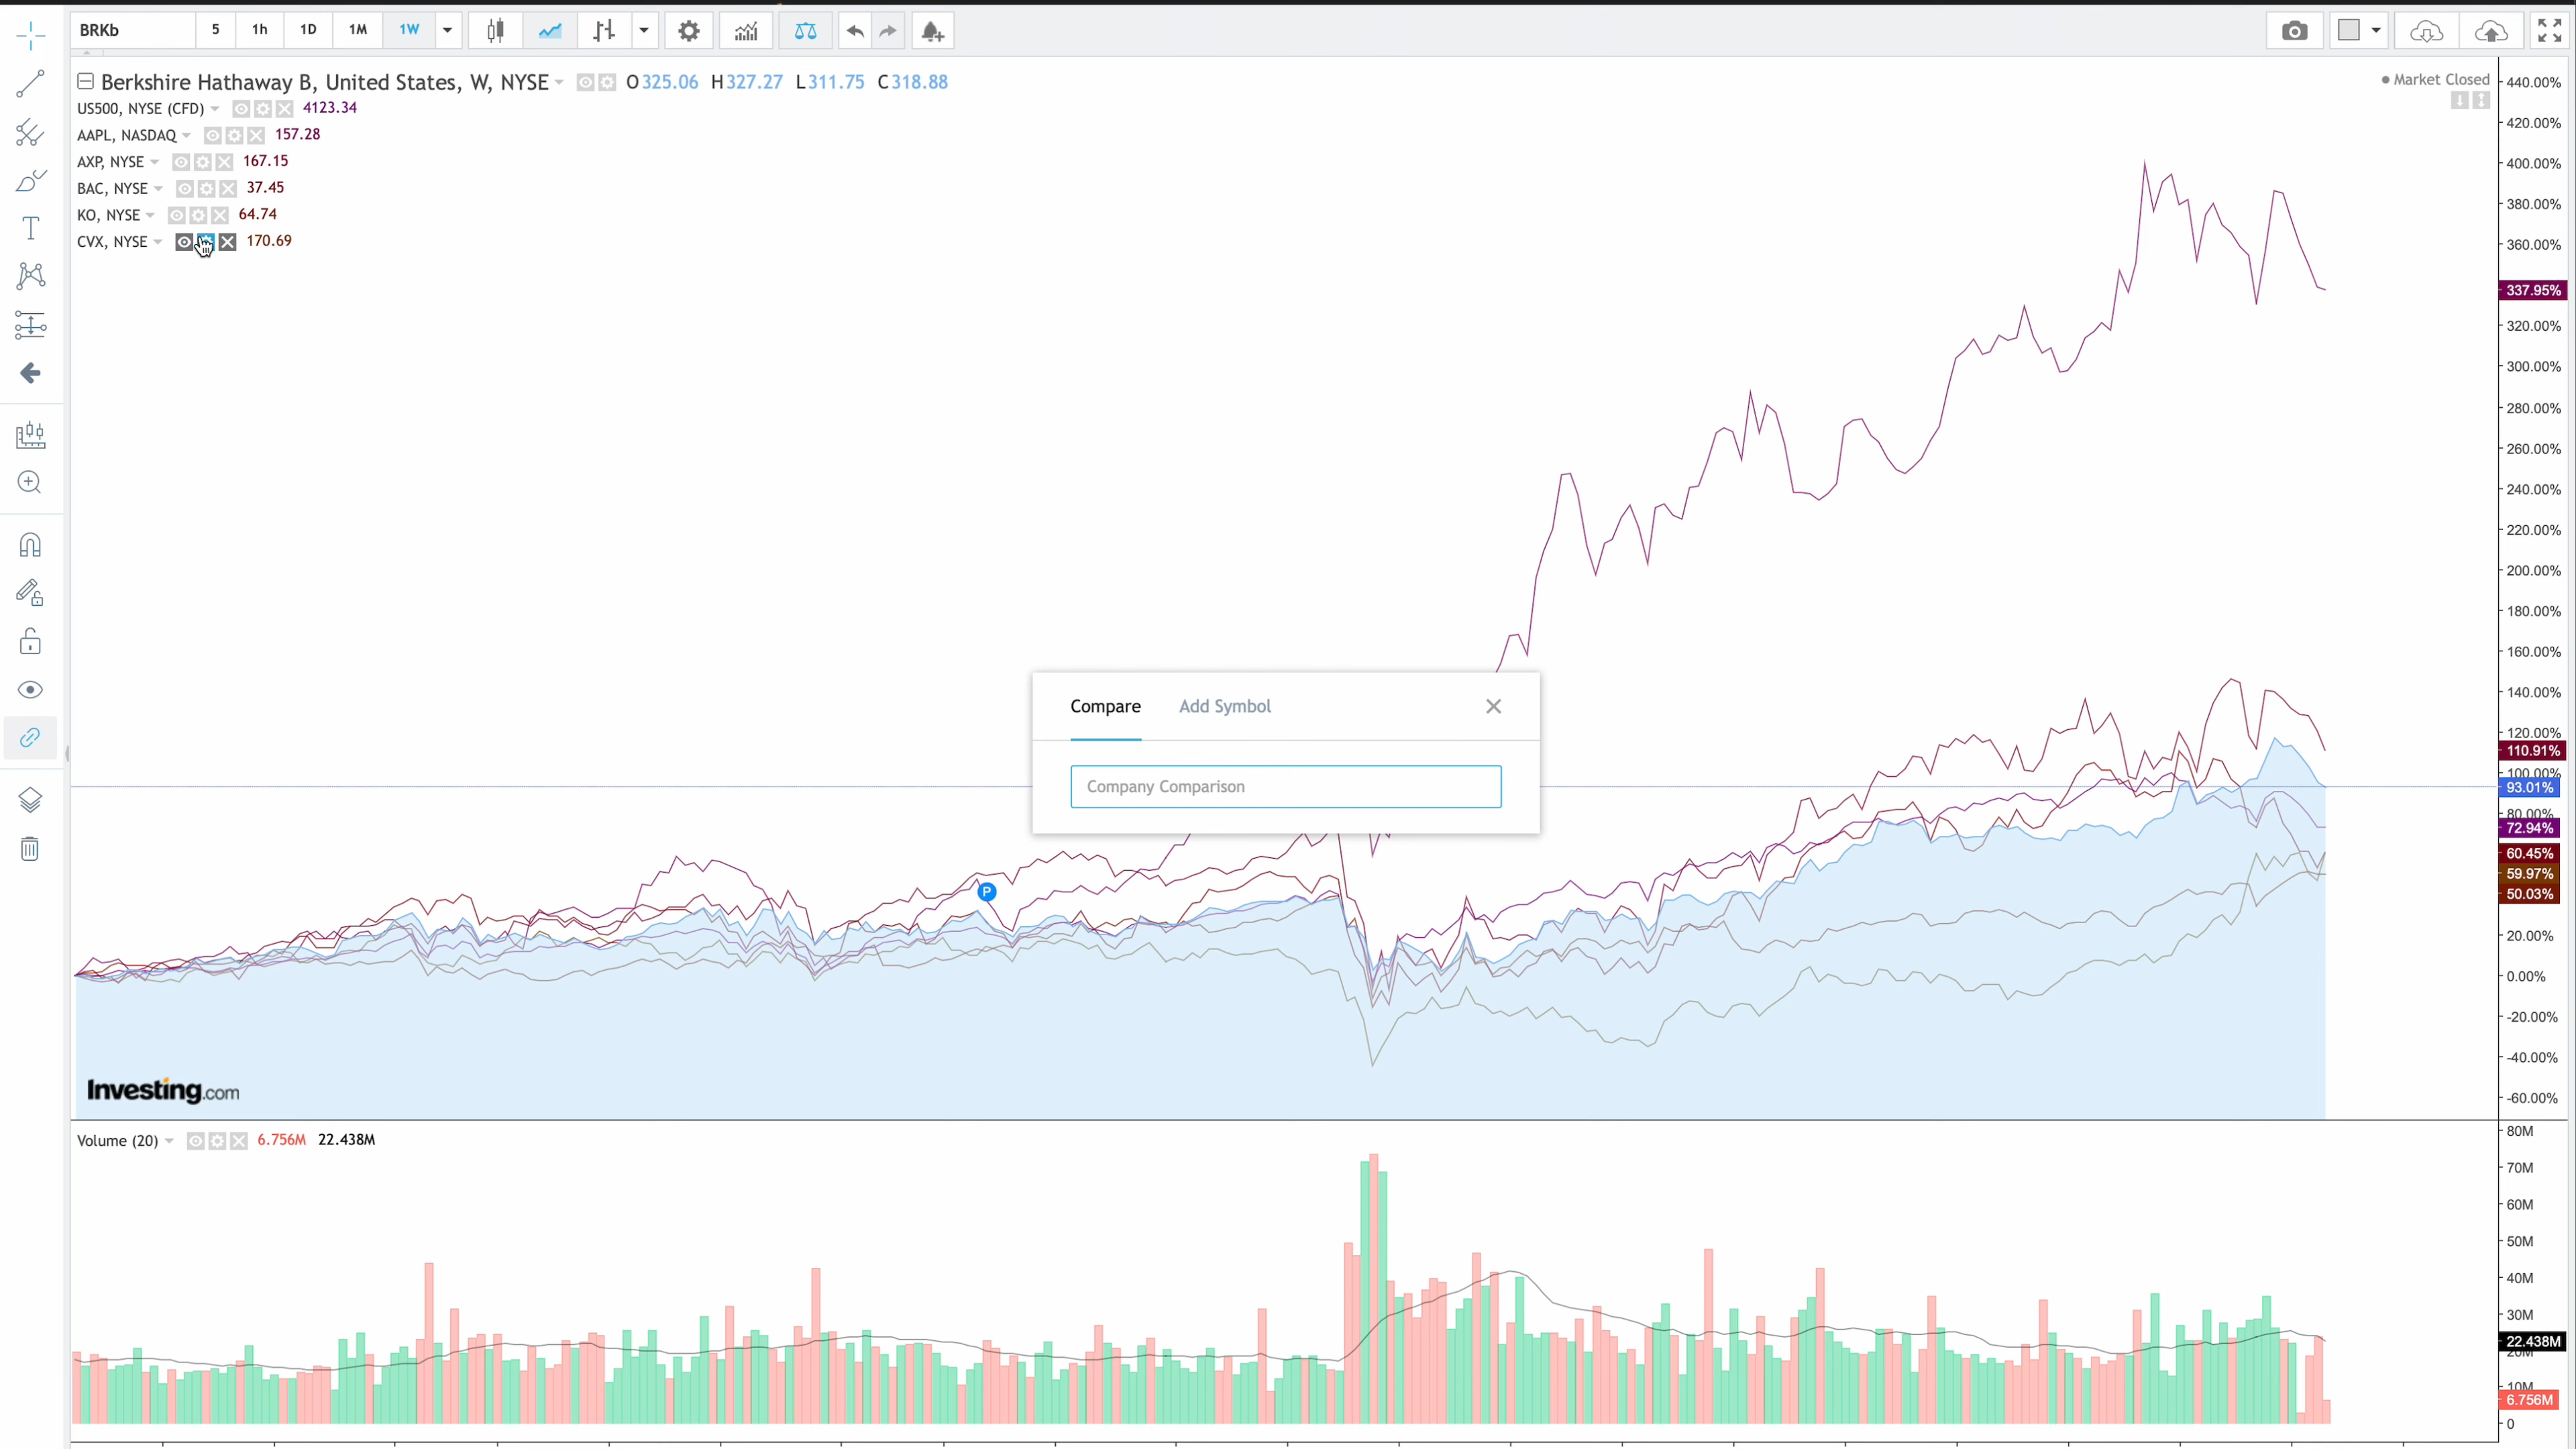 BRKb 5 1h 1D 1M 1W
Berkshire Hathaway B, United States, W, NYSE O325.06 H327.27 L311.75 C318.88
Market Closed
US500, NYSE (CFD) 4123.34
AAPL, NASDAQ 157.28
AXP, NYSE 167.15
BAC, NYSE 37.45
KO, NYSE 64.74
CVX, NYSE 170.69
440.00%
420.00%
400.00%
380.00%
360.00%
337.95%
320.00%
300.00%
280.00%
260.00%
240.00%
220.00%
200.00%
180.00%
160.00%
140.00%
120.00%
110.91%
100.00%
93.01%
80.00%
72.94%
60.45%
59.97%
50.03%
20.00%
0.00%
-20.00%
-40.00%
-60.00%
Compare Add Symbol
Company Comparison
P
Investing.com
Volume (20) 6.756M 22.438M
80M
70M
60M
50M
40M
30M
22.438M
20M
10M
6.756M
0